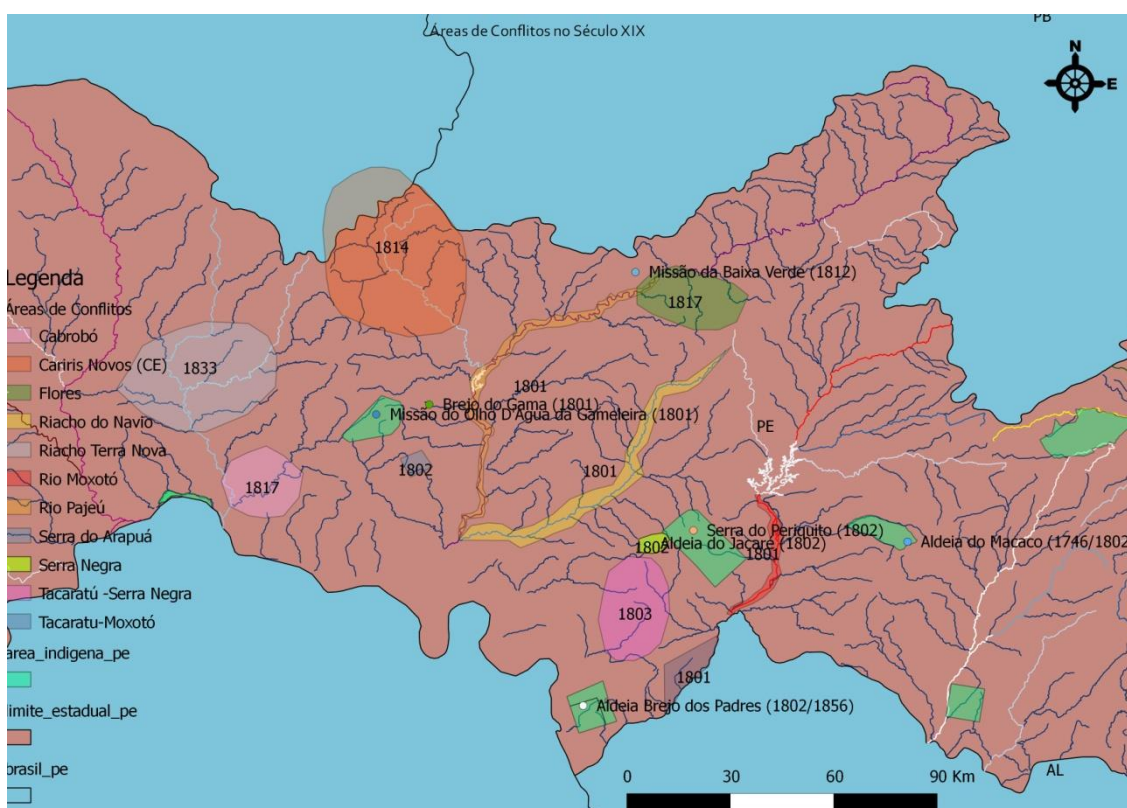 Áreas de Conflitos no Século XIX
PB
N
E
1814
Missão da Baixa Verde (1812)
1817
Legenda
Áreas de Conflitos
Cabrobó
Cariris Novos (CE)
Flores
Riacho do Navio
Riacho Terra Nova
Rio Moxotó
Rio Pajeú
Serra do Arapuá
Serra Negra
Tacaratú -Serra Negra
Tacaratu-Moxotó
área_indigena_pe
limite_estadual_pe
brasil_pe
1833
1801
Brejo do Gama (1801)
Missão do Olho D'Agua da Gameleira (1801)
PE
1802
1801
1817
Serra do Periquito (1802)
1802
Aldeia do Jacaré (1802)
Aldeia do Macaco (1746/1802
1801
1803
1801
Aldeia Brejo dos Padres (1802/1856)
AL
0 30 60 90 Km